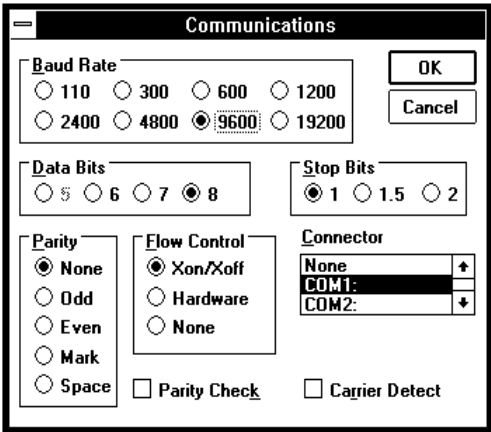 Communications
Baud Rate
110 300 600 1200
2400 4800 9600 19200
OK
Cancel
Data Bits
5 6 7 8
Stop Bits
1 1.5 2
Parity
None
Odd
Even
Mark
Space
Flow Control
Xon/Xoff
Hardware
None
Connector
None
COM1:
COM2:
Parity Check
Carrier Detect